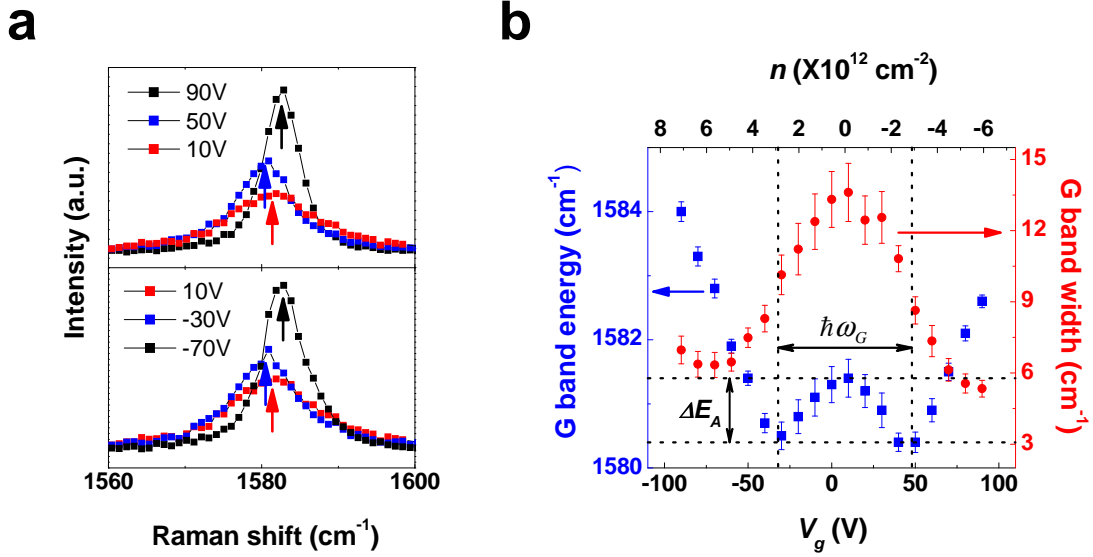 a
90V
50V
10V
10V
-30V
-70V
Intensity (a.u.)
1560 1580 1600
Raman shift (cm-1)
b
n (X10^12 cm^-2)
8 6 4 2 0 -2 -4 -6
G band energy (cm^-1)
1584
1582
1580
15
12
9
6
3
G band width (cm^-1)
ħω_G
ΔE_A
-100 -50 0 50 100
V_g (V)